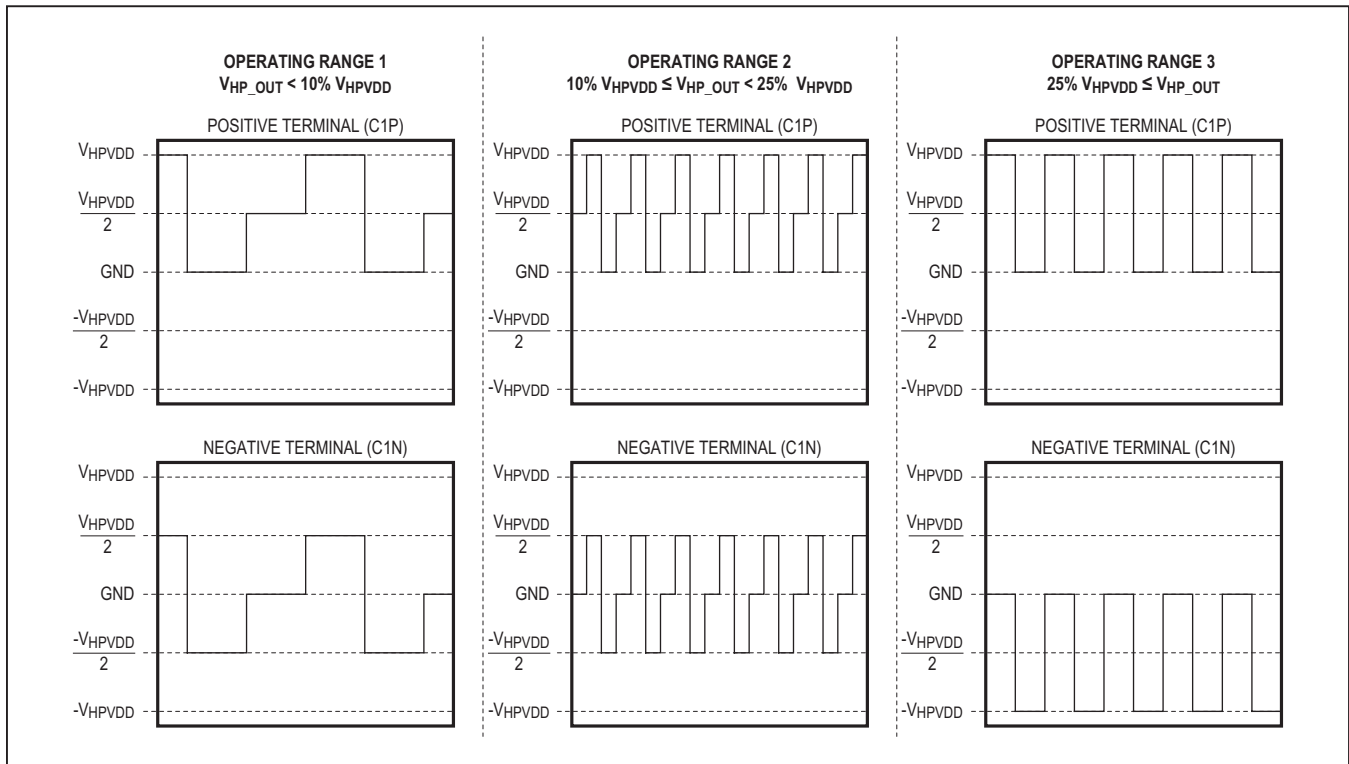 OPERATING RANGE 1
VHP_OUT < 10% VHPVDD
POSITIVE TERMINAL (C1P)
VHPVDD
VHPVDD
2
GND
-VHPVDD
2
-VHPVDD
NEGATIVE TERMINAL (C1N)
VHPVDD
VHPVDD
2
GND
-VHPVDD
2
-VHPVDD
OPERATING RANGE 2
10% VHPVDD ≤ VHP_OUT < 25% VHPVDD
POSITIVE TERMINAL (C1P)
VHPVDD
VHPVDD
2
GND
-VHPVDD
2
-VHPVDD
NEGATIVE TERMINAL (C1N)
VHPVDD
VHPVDD
2
GND
-VHPVDD
2
-VHPVDD
OPERATING RANGE 3
25% VHPVDD ≤ VHP_OUT
POSITIVE TERMINAL (C1P)
VHPVDD
VHPVDD
2
GND
-VHPVDD
2
-VHPVDD
NEGATIVE TERMINAL (C1N)
VHPVDD
VHPVDD
2
GND
-VHPVDD
2
-VHPVDD